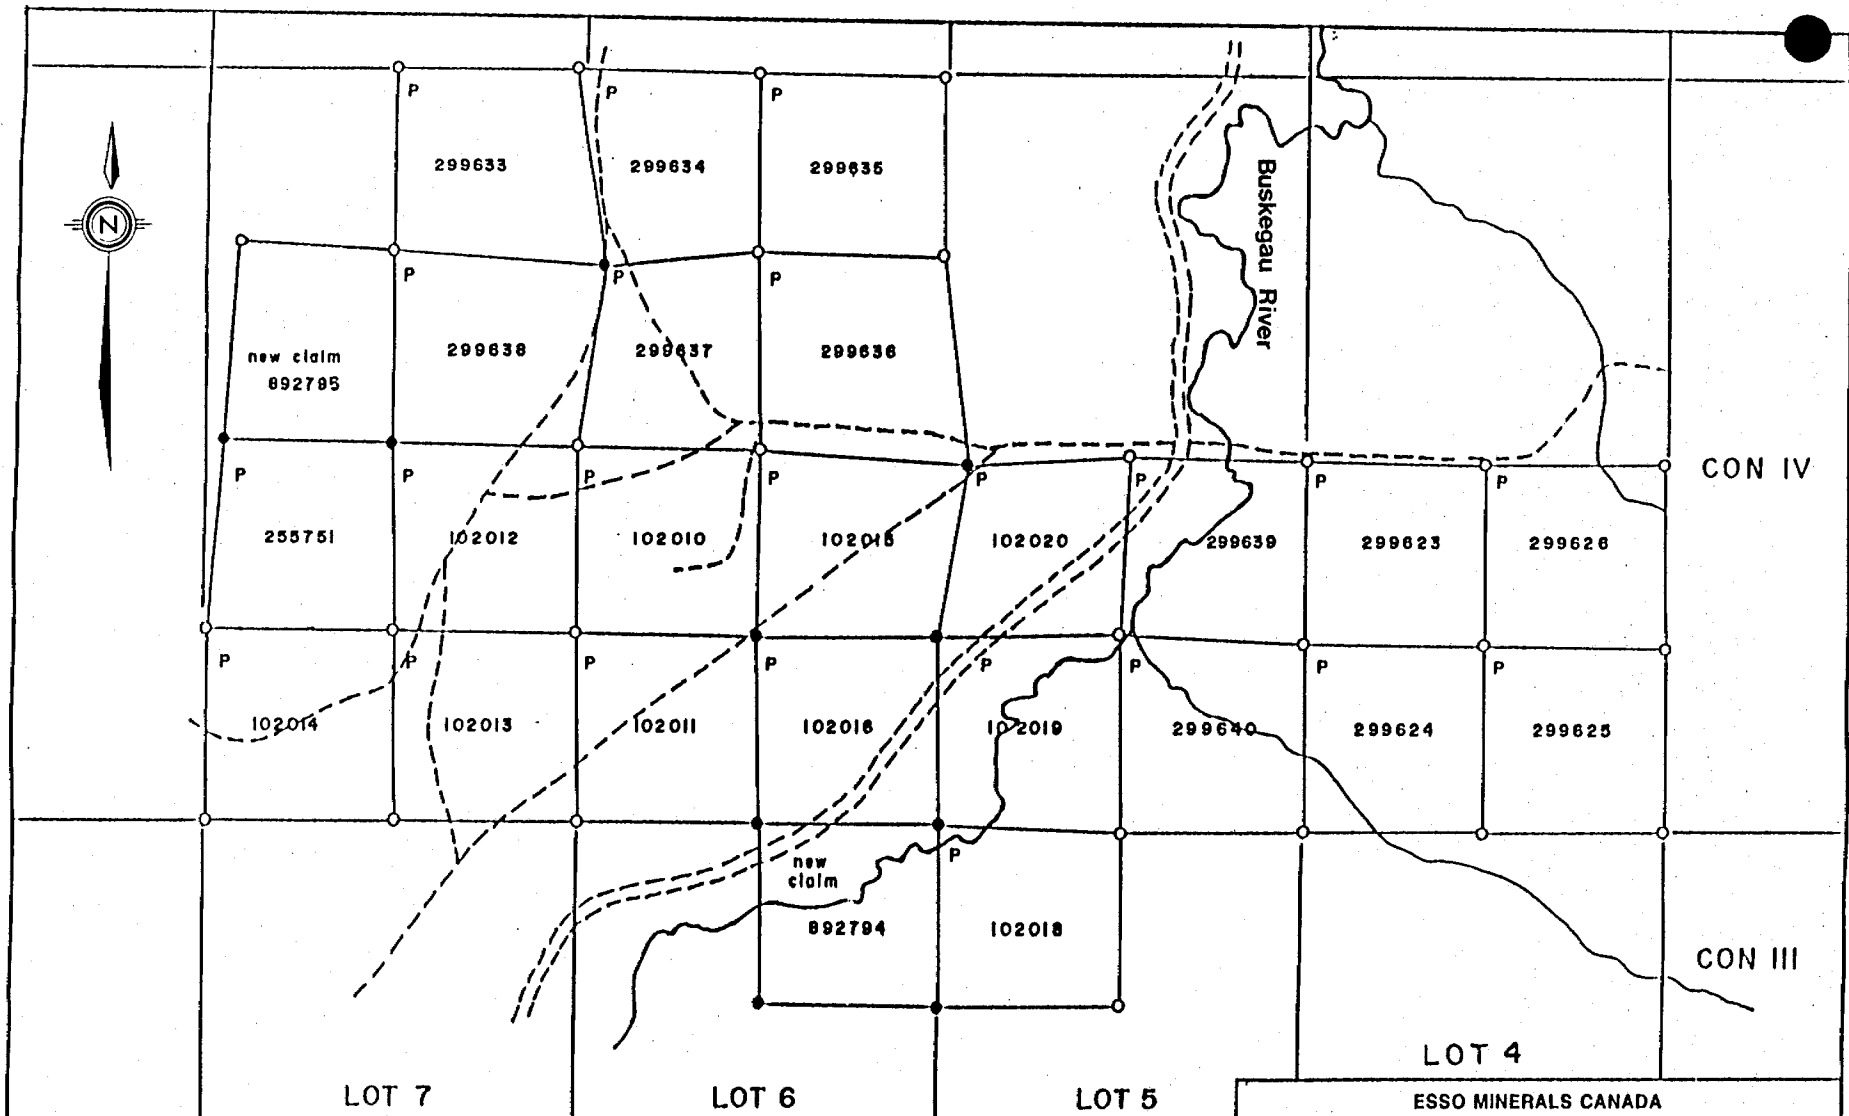 P P P
299633 299634 299635
Buskegau River
N
P P
new claim
892795
299638 299637 299636
CON IV
P P P P P P P P
255751 102012 102010 102015 102020 299639 299623 299626
P P P P P P P P
102014 102013 102011 102016 102019 299640 299624 299625
P
new
claim
892794 102018
CON III
LOT 7 LOT 6 LOT 5 LOT 4
ESSO MINERALS CANADA